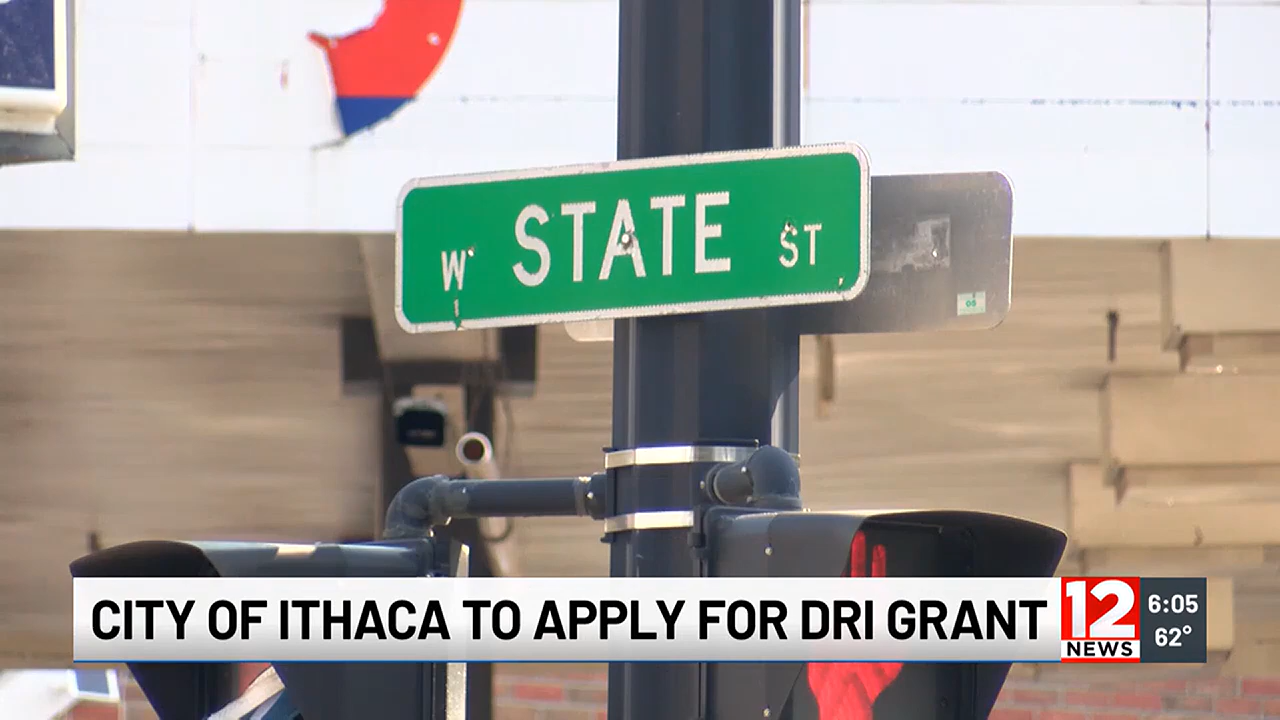 W STATE ST
CITY OF ITHACA TO APPLY FOR DRI GRANT
12
NEWS
6:05
62°